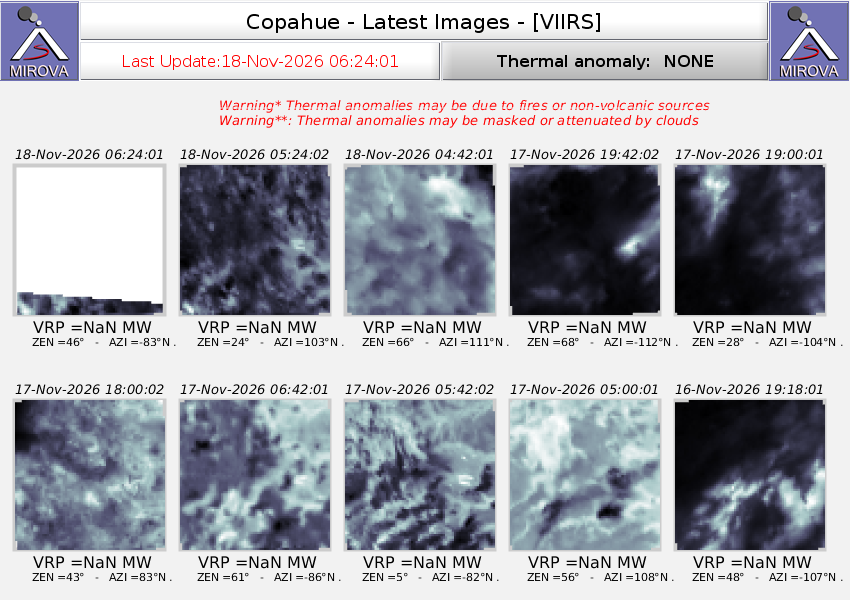 Copahue - Latest Images - [VIIRS]
MIROVA
Last Update:18-Nov-2026 06:24:01
Thermal anomaly: NONE
MIROVA
Warning* Thermal anomalies may be due to fires or non-volcanic sources
Warning**: Thermal anomalies may be masked or attenuated by clouds
18-Nov-2026 06:24:01
18-Nov-2026 05:24:02
18-Nov-2026 04:42:01
17-Nov-2026 19:42:02
17-Nov-2026 19:00:01
VRP =NaN MW
VRP =NaN MW
VRP =NaN MW
VRP =NaN MW
VRP =NaN MW
ZEN =46° - AZI =-83°N .
ZEN =24° - AZI =103°N .
ZEN =66° - AZI =111°N .
ZEN =68° - AZI =-112°N .
ZEN =28° - AZI =-104°N .
17-Nov-2026 18:00:02
17-Nov-2026 06:42:01
17-Nov-2026 05:42:02
17-Nov-2026 05:00:01
16-Nov-2026 19:18:01
VRP =NaN MW
VRP =NaN MW
VRP =NaN MW
VRP =NaN MW
VRP =NaN MW
ZEN =43° - AZI =83°N .
ZEN =61° - AZI =-86°N .
ZEN =5° - AZI =-82°N .
ZEN =56° - AZI =108°N .
ZEN =48° - AZI =-107°N .